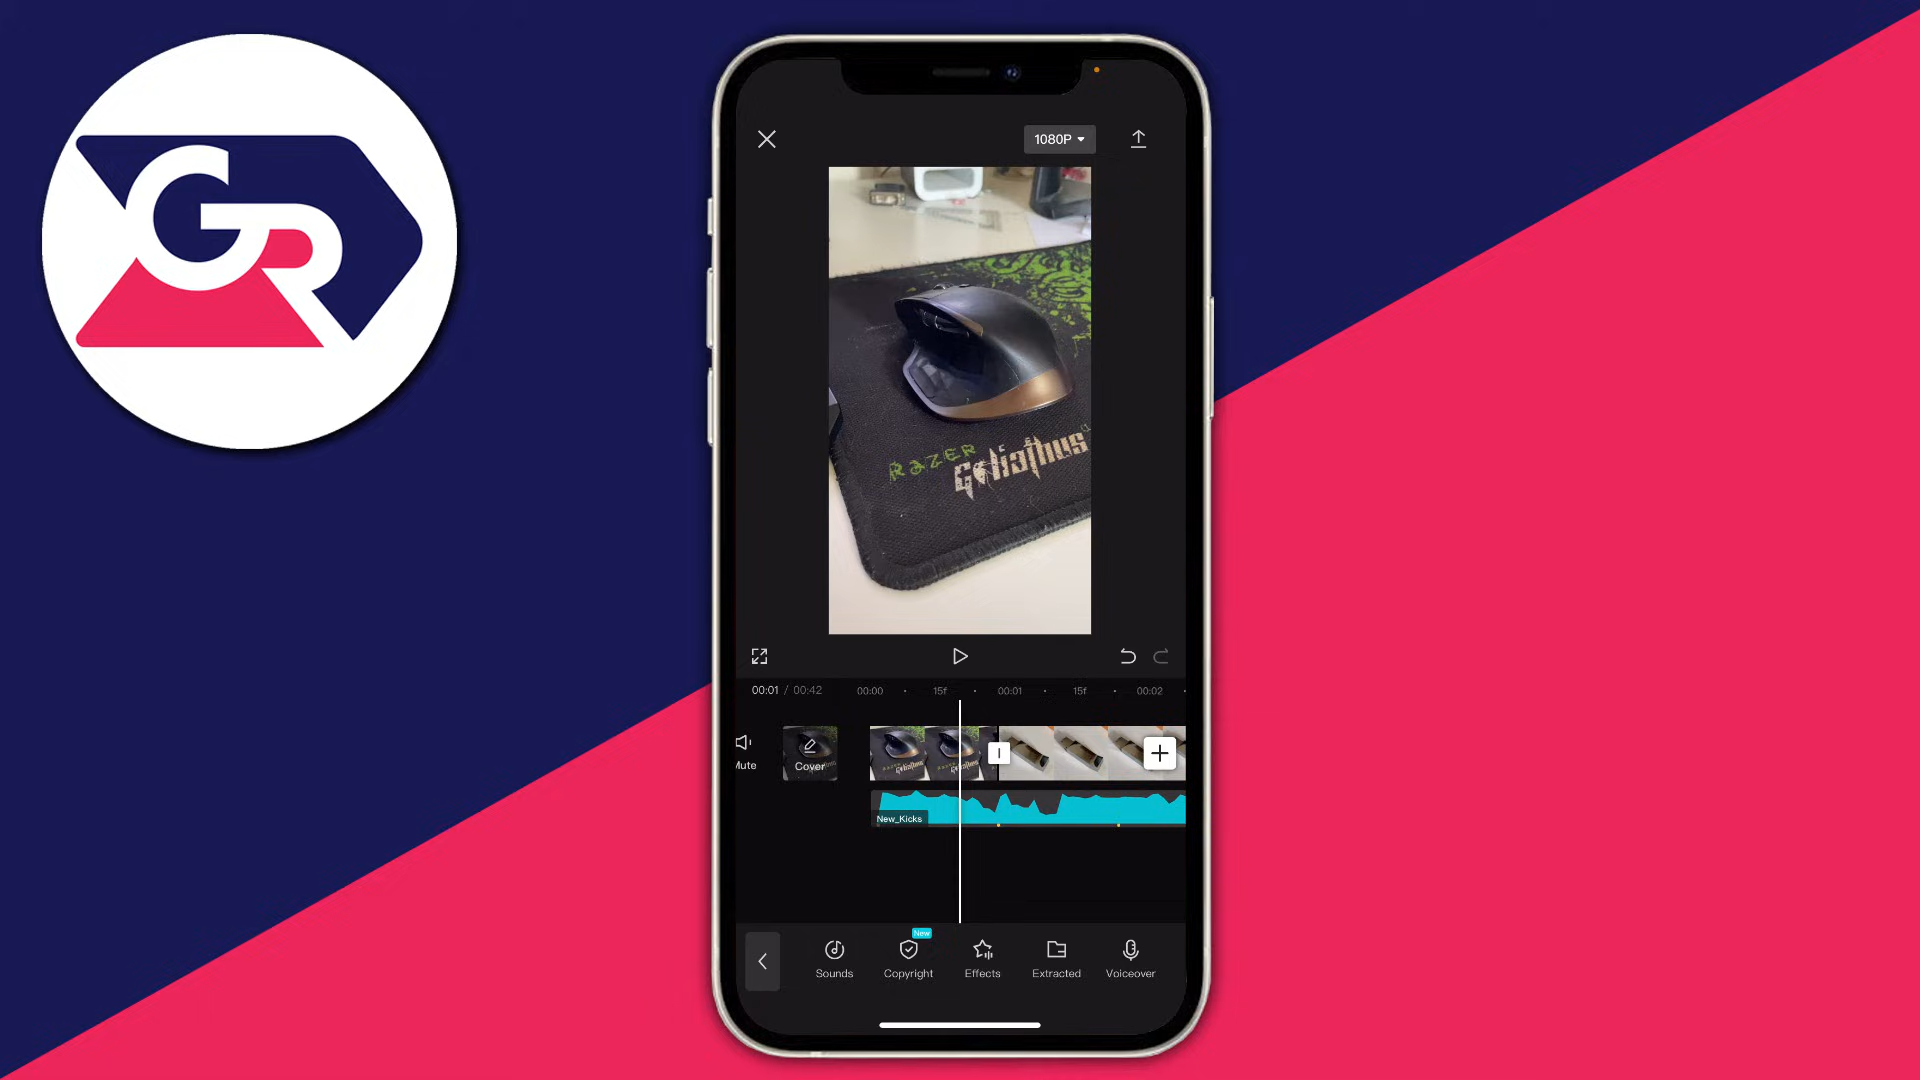 GR
1080P
RAZER
Goliathus
00:01 / 00:42
00:00
15f
00:01
15f
00:02
Mute
Cover
New_Kicks
New
Sounds
Copyright
Effects
Extracted
Voiceover